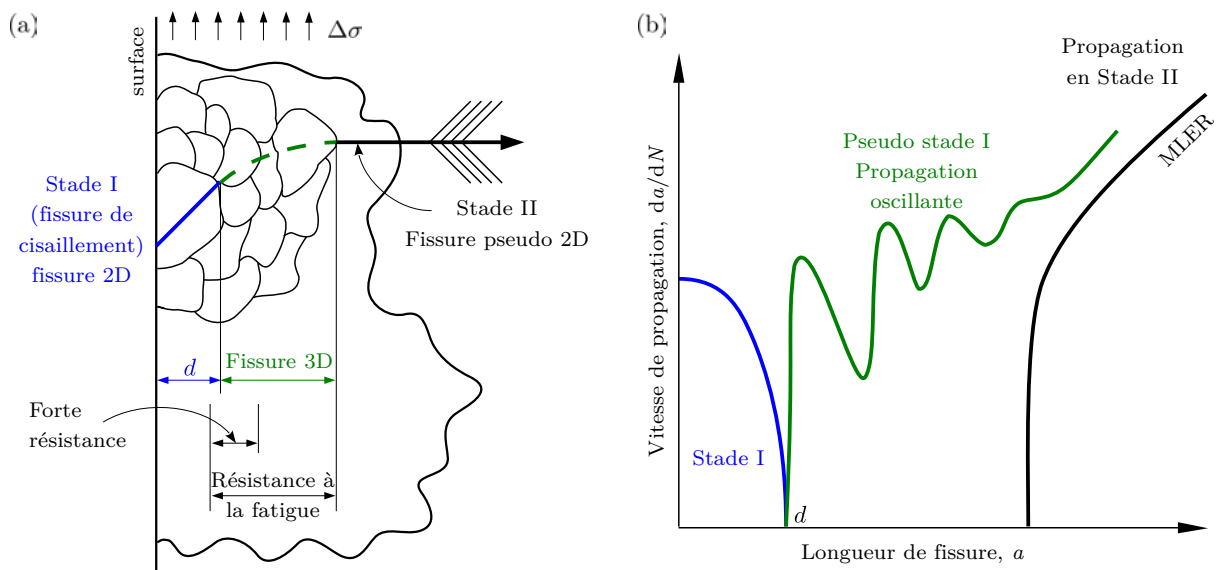 (a)
surface
Δσ
Stade I
(fissure de
cisaillement)
fissure 2D
Stade II
Fissure pseudo 2D
d
Fissure 3D
Forte
résistance
Résistance à
la fatigue
(b)
Vitesse de propagation, da/dN
Propagation
en Stade II
MLER
Pseudo stade I
Propagation
oscillante
Stade I
d
Longueur de fissure, a